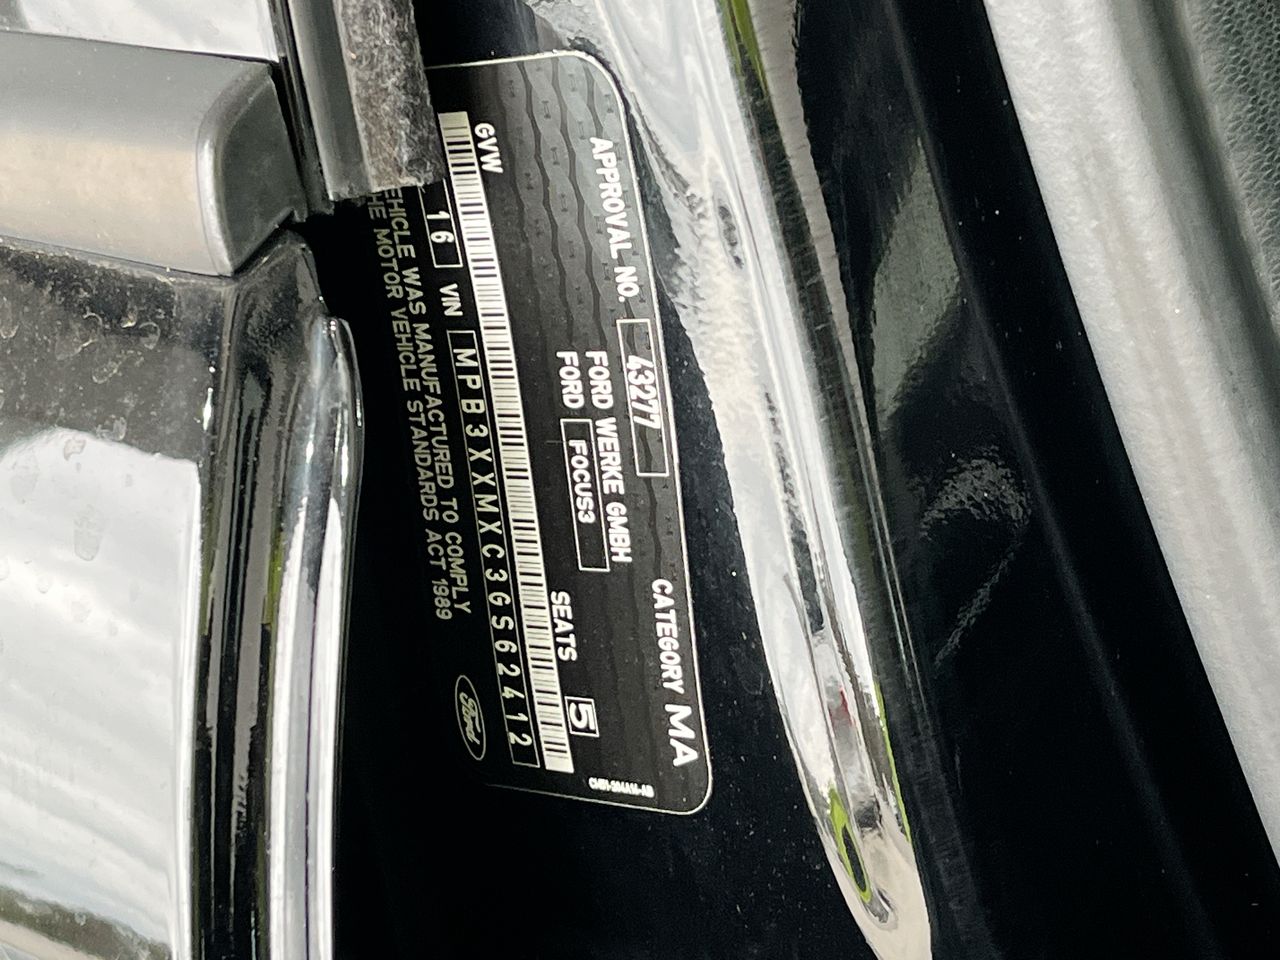 APPROVAL NO. 43277 CATEGORY MA
FORD WERKE GMBH
FORD FOCUS3 SEATS 5
GVW
16 VIN MPB3XXMXC3GS62412
VEHICLE WAS MANUFACTURED TO COMPLY
THE MOTOR VEHICLE STANDARDS ACT 1989
Ford